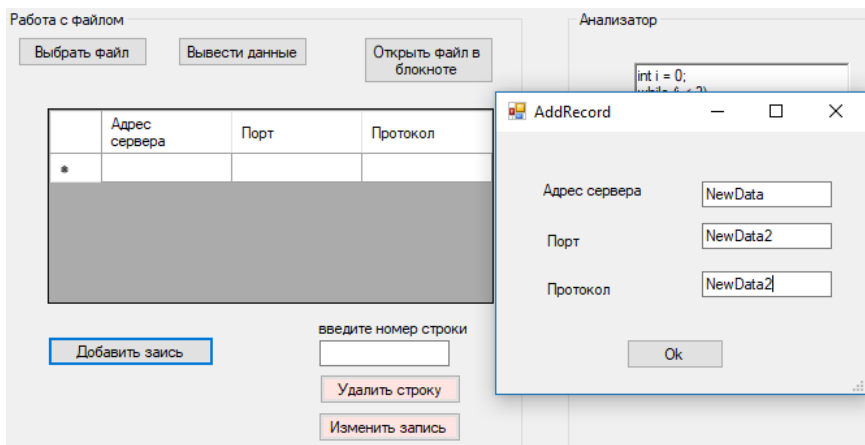 Работа с файлом
Анализатор
Выбрать файл
Вывести данные
Открыть файл в
блокноте
int i = 0;
AddRecord
Адрес
сервера
Порт
Протокол
Адрес сервера
NewData
Порт
NewData2
Протокол
NewData2
Ok
введите номер строки
Добавить заись
Удалить строку
Изменить запись